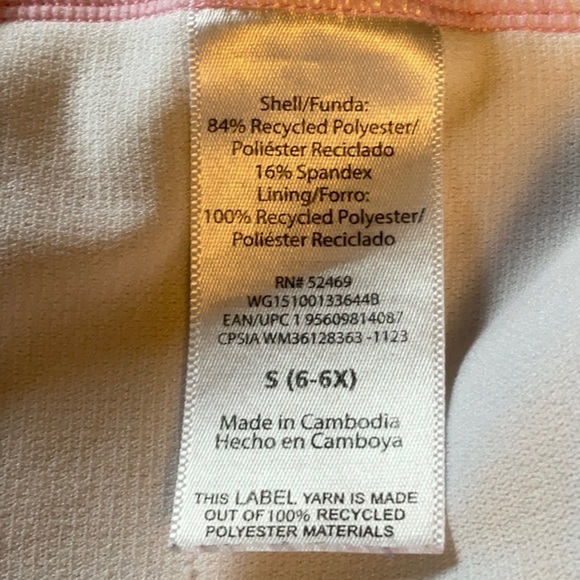 Shell/Funda:
84% Recycled Polyester/
Poliéster Reciclado
16% Spandex
Lining/Forro:
100% Recycled Polyester/
Poliéster Reciclado
RN# 52469
WG15100133644B
EAN/UPC 1 95609814087
CPSIA WM36128363 -1123
S (6-6X)
Made in Cambodia
Hecho en Camboya
THIS LABEL YARN IS MADE
OUT OF 100% RECYCLED
POLYESTER MATERIALS